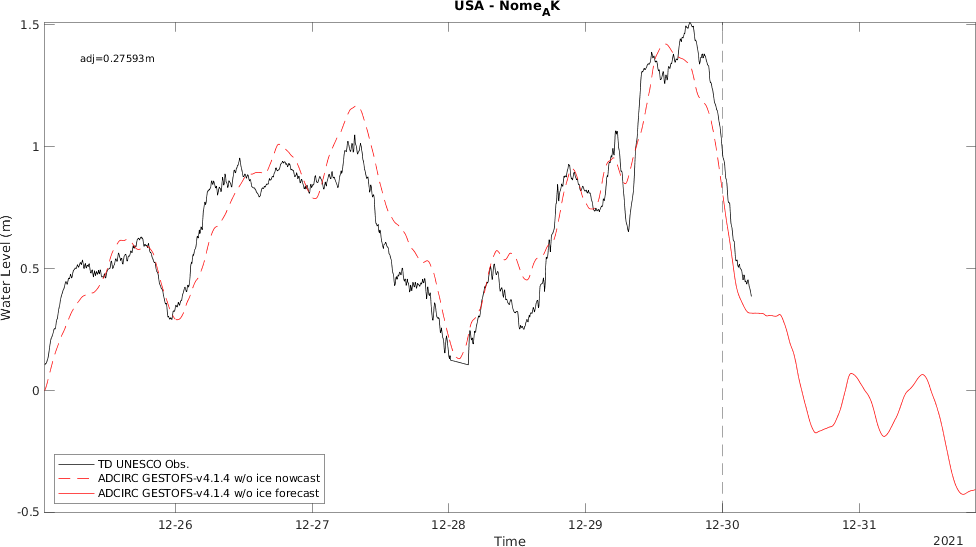 USA - Nome_AK
1.5
adj=0.27593m
1
0.5
Water Level (m)
0
TD UNESCO Obs.
ADCIRC GESTOFS-v4.1.4 w/o ice nowcast
ADCIRC GESTOFS-v4.1.4 w/o ice forecast
-0.5
12-26 12-27 12-28 12-29 12-30 12-31
Time
2021